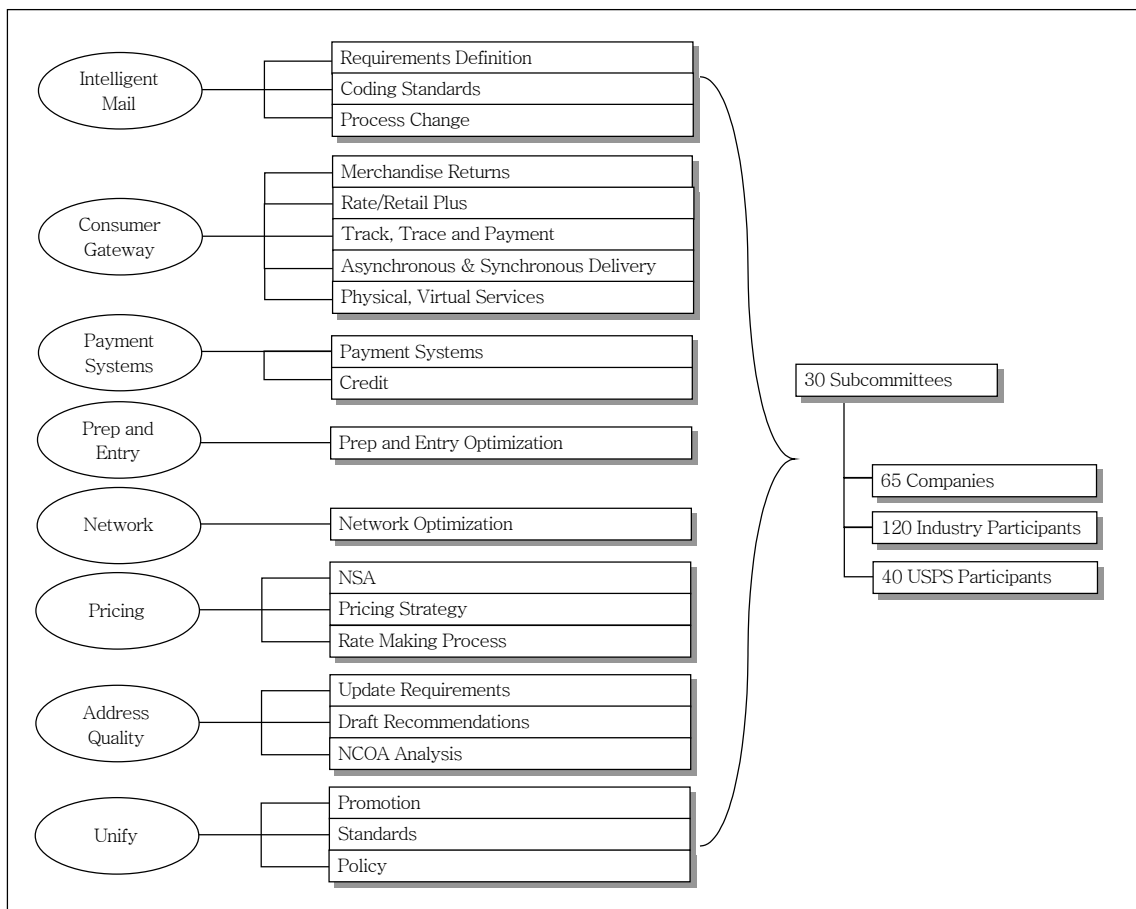 Intelligent
Mail
Requirements Definition
Coding Standards
Process Change
Consumer
Gateway
Merchandise Returns
Rate/Retail Plus
Track, Trace and Payment
Asynchronous & Synchronous Delivery
Physical, Virtual Services
Payment
Systems
Payment Systems
Credit
Prep and
Entry
Prep and Entry Optimization
Network
Network Optimization
Pricing
NSA
Pricing Strategy
Rate Making Process
Address
Quality
Update Requirements
Draft Recommendations
NCOA Analysis
Unify
Promotion
Standards
Policy
30 Subcommittees
65 Companies
120 Industry Participants
40 USPS Participants